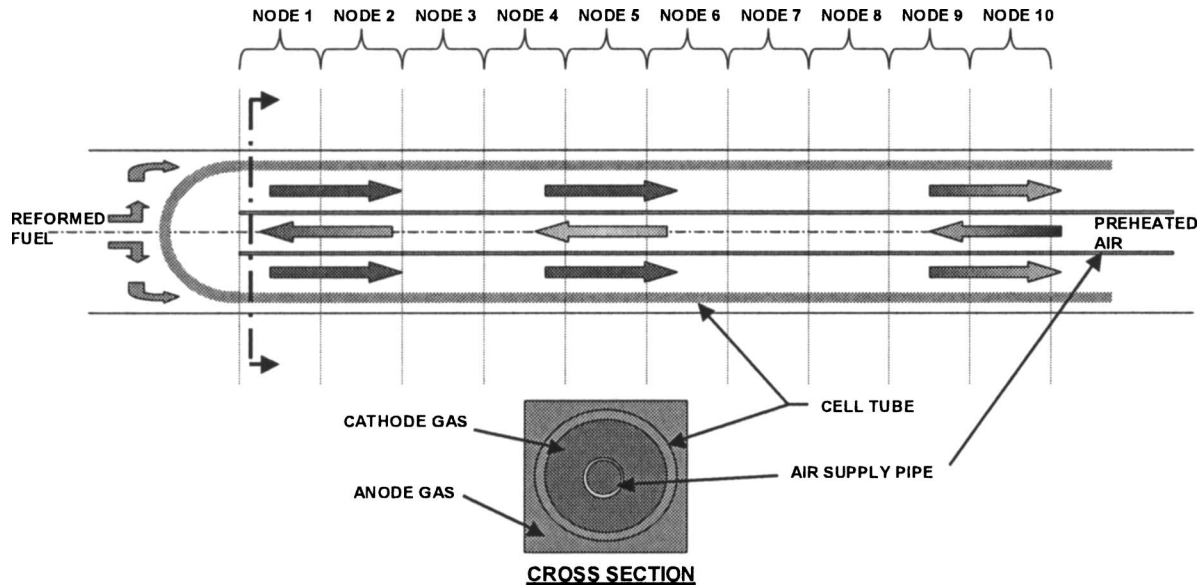 NODE 1 NODE 2 NODE 3 NODE 4 NODE 5 NODE 6 NODE 7 NODE 8 NODE 9 NODE 10
REFORMED
FUEL
PREHEATED
AIR
CELL TUBE
CATHODE GAS
AIR SUPPLY PIPE
ANODE GAS
CROSS SECTION